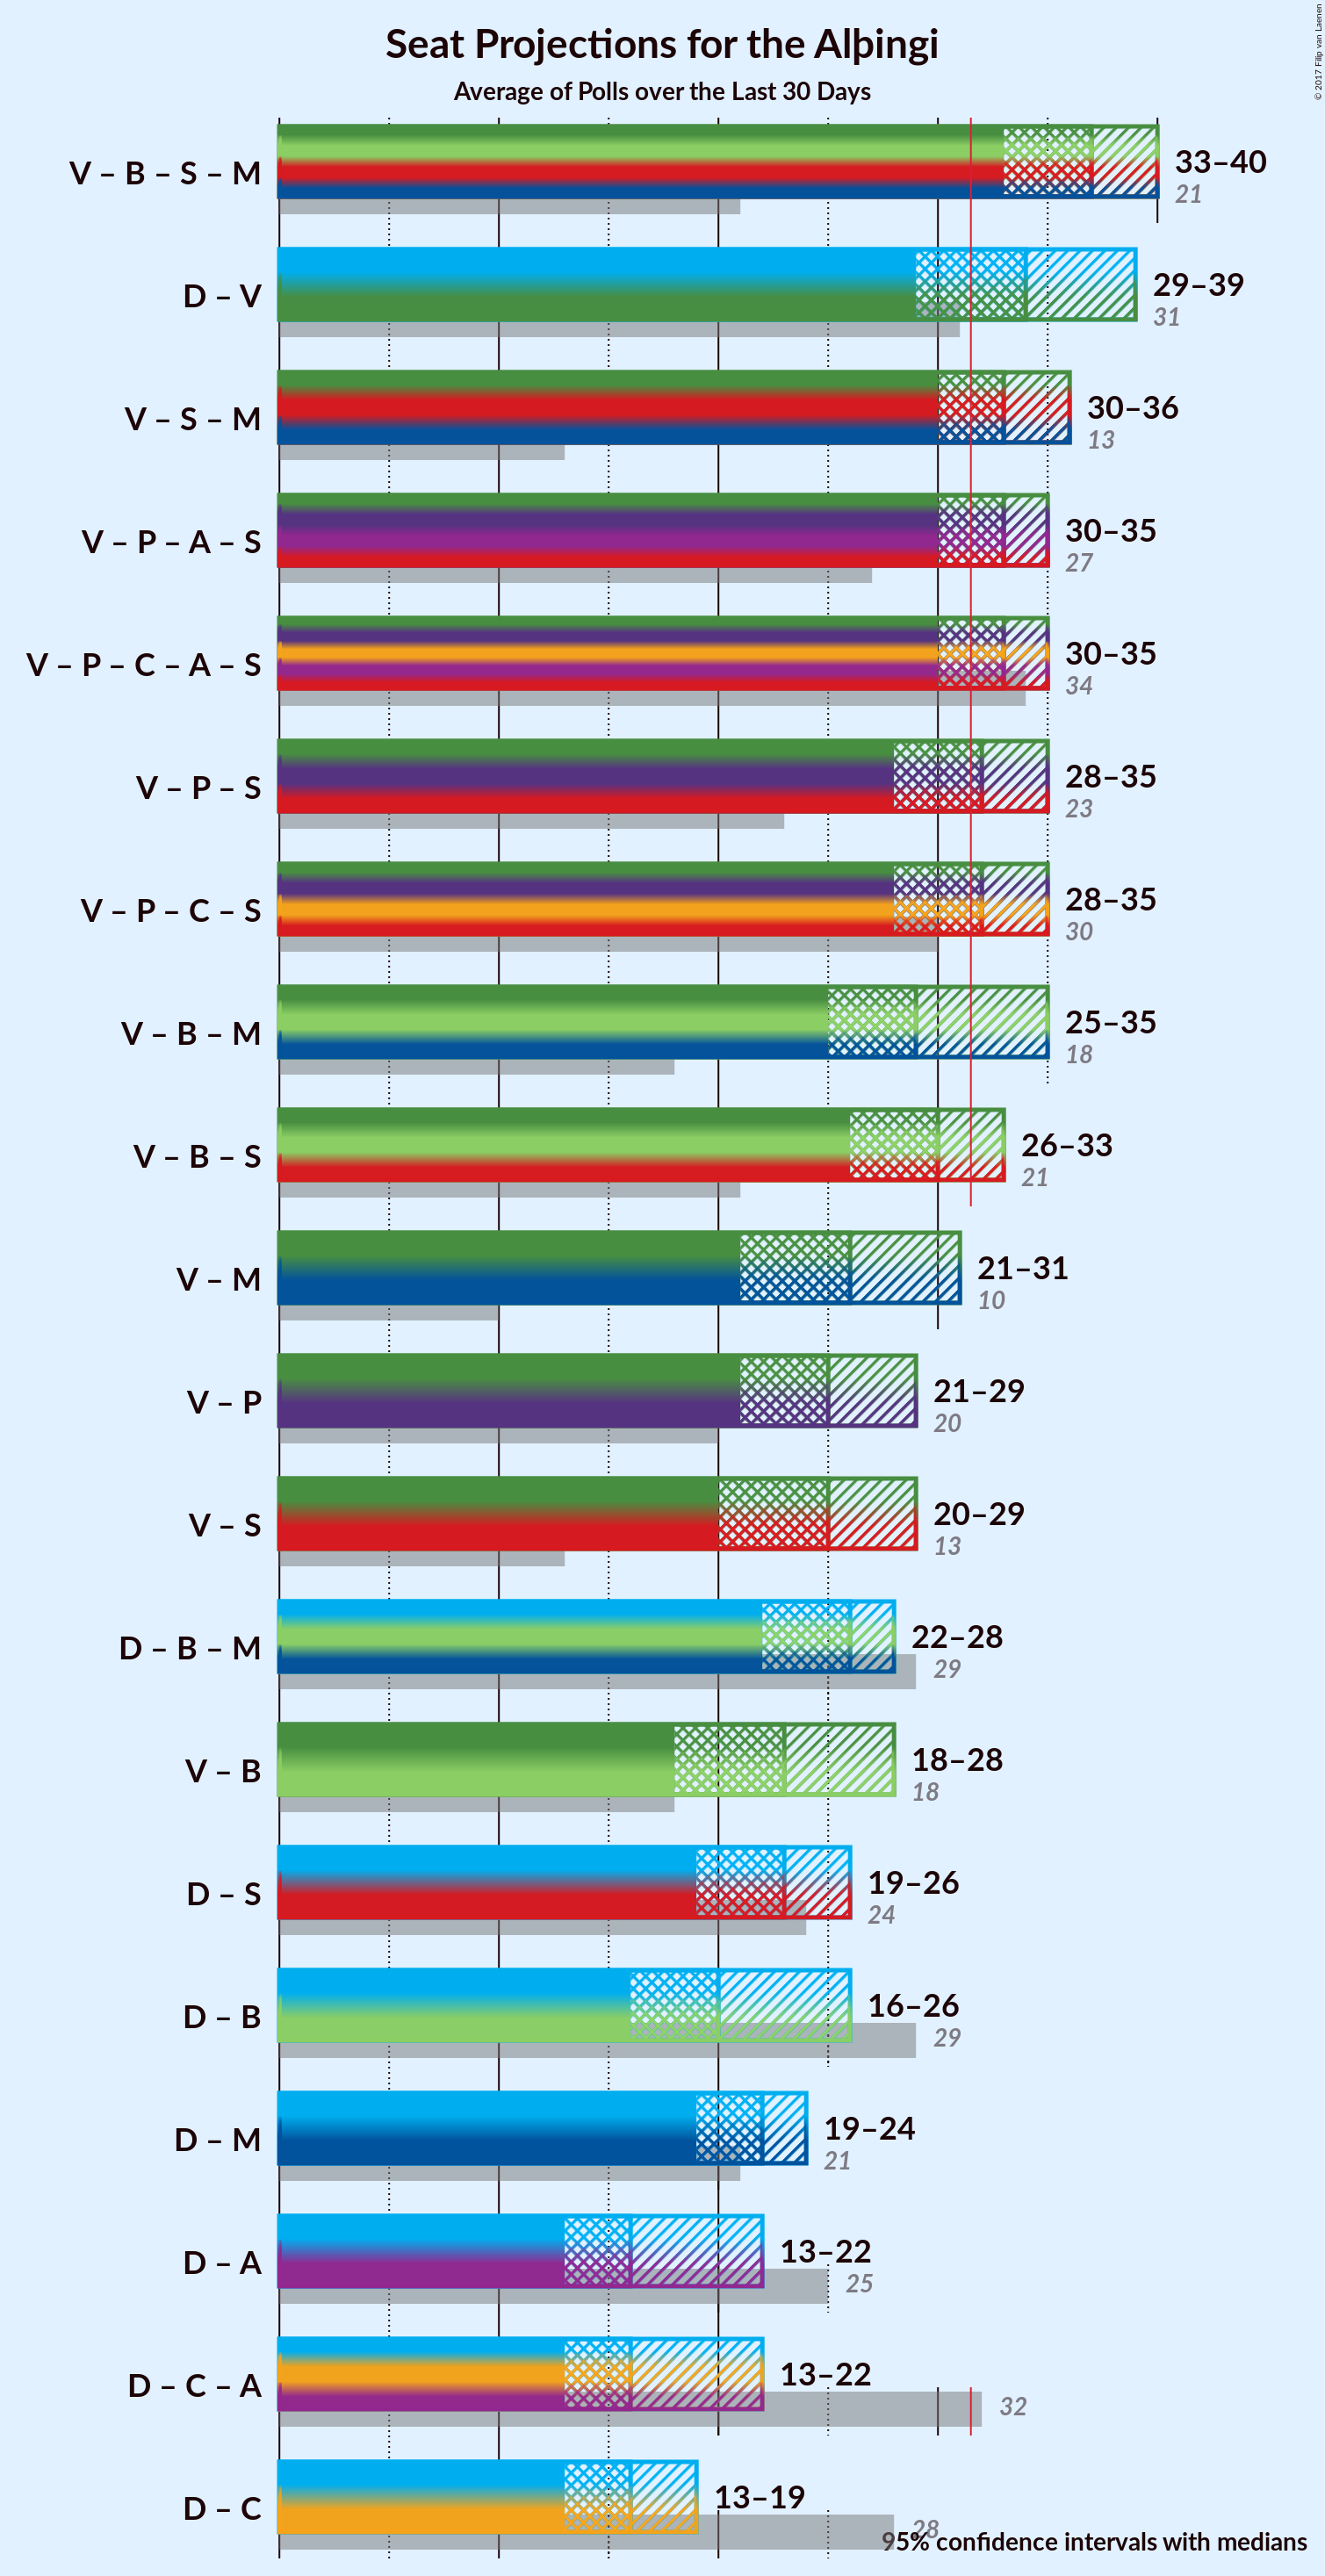 Seat Projections for the Alþingi
Average of Polls over the Last 30 Days
© 2017 Filip van Laenen
V – B – S – M
33–40
21
D – V
29–39
31
V – S – M
30–36
13
V – P – A – S
30–35
27
V – P – C – A – S
30–35
34
V – P – S
28–35
23
V – P – C – S
28–35
30
V – B – M
25–35
18
V – B – S
26–33
21
V – M
21–31
10
V – P
21–29
20
V – S
20–29
13
D – B – M
22–28
29
V – B
18–28
18
D – S
19–26
24
D – B
16–26
29
D – M
19–24
21
D – A
13–22
25
D – C – A
13–22
32
D – C
13–19
28
95% confidence intervals with medians